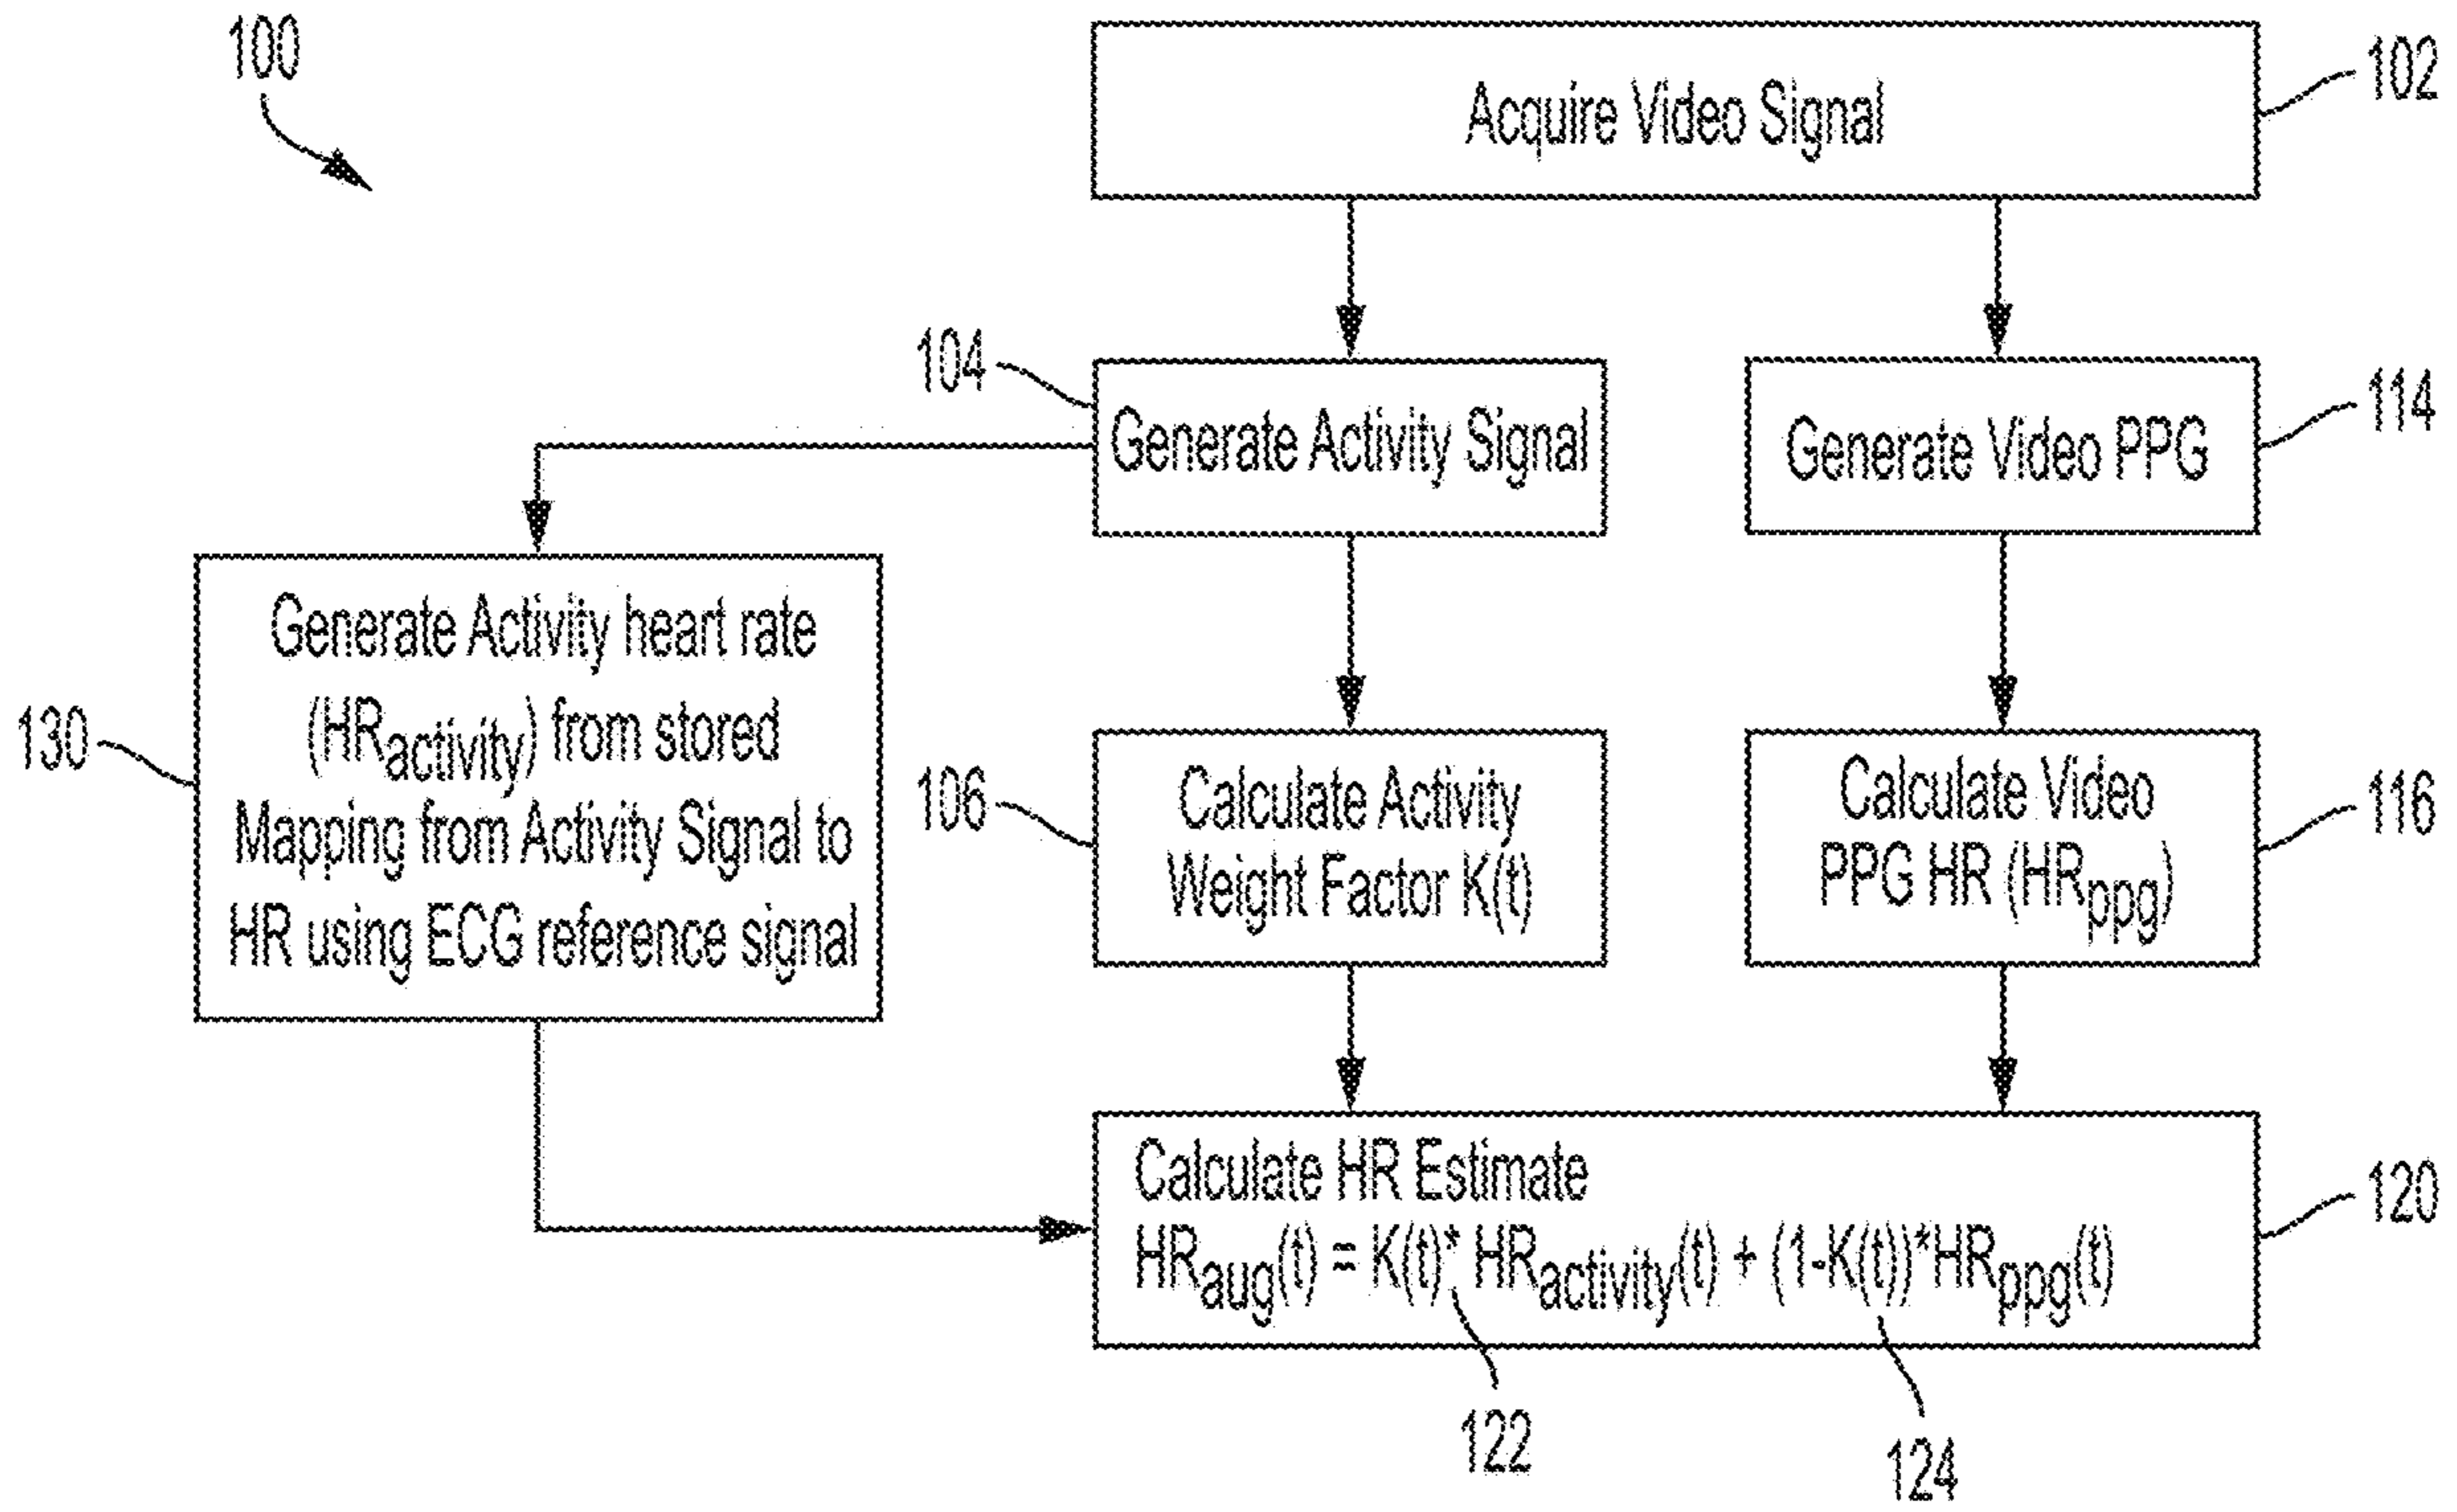 100
Acquire Video Signal
102
104
Generate Activity Signal
Generate Video PPG
114
130
Generate Activity heart rate
(HRactivity) from stored
Mapping from Activity Signal to
HR using ECG reference signal
106
Calculate Activity
Weight Factor K(t)
Calculate Video
PPG HR (HRppg)
116
Calculate HR Estimate
HRaug(t) = K(t)* HRactivity(t) + (1-K(t))*HRppg(t)
120
122
124